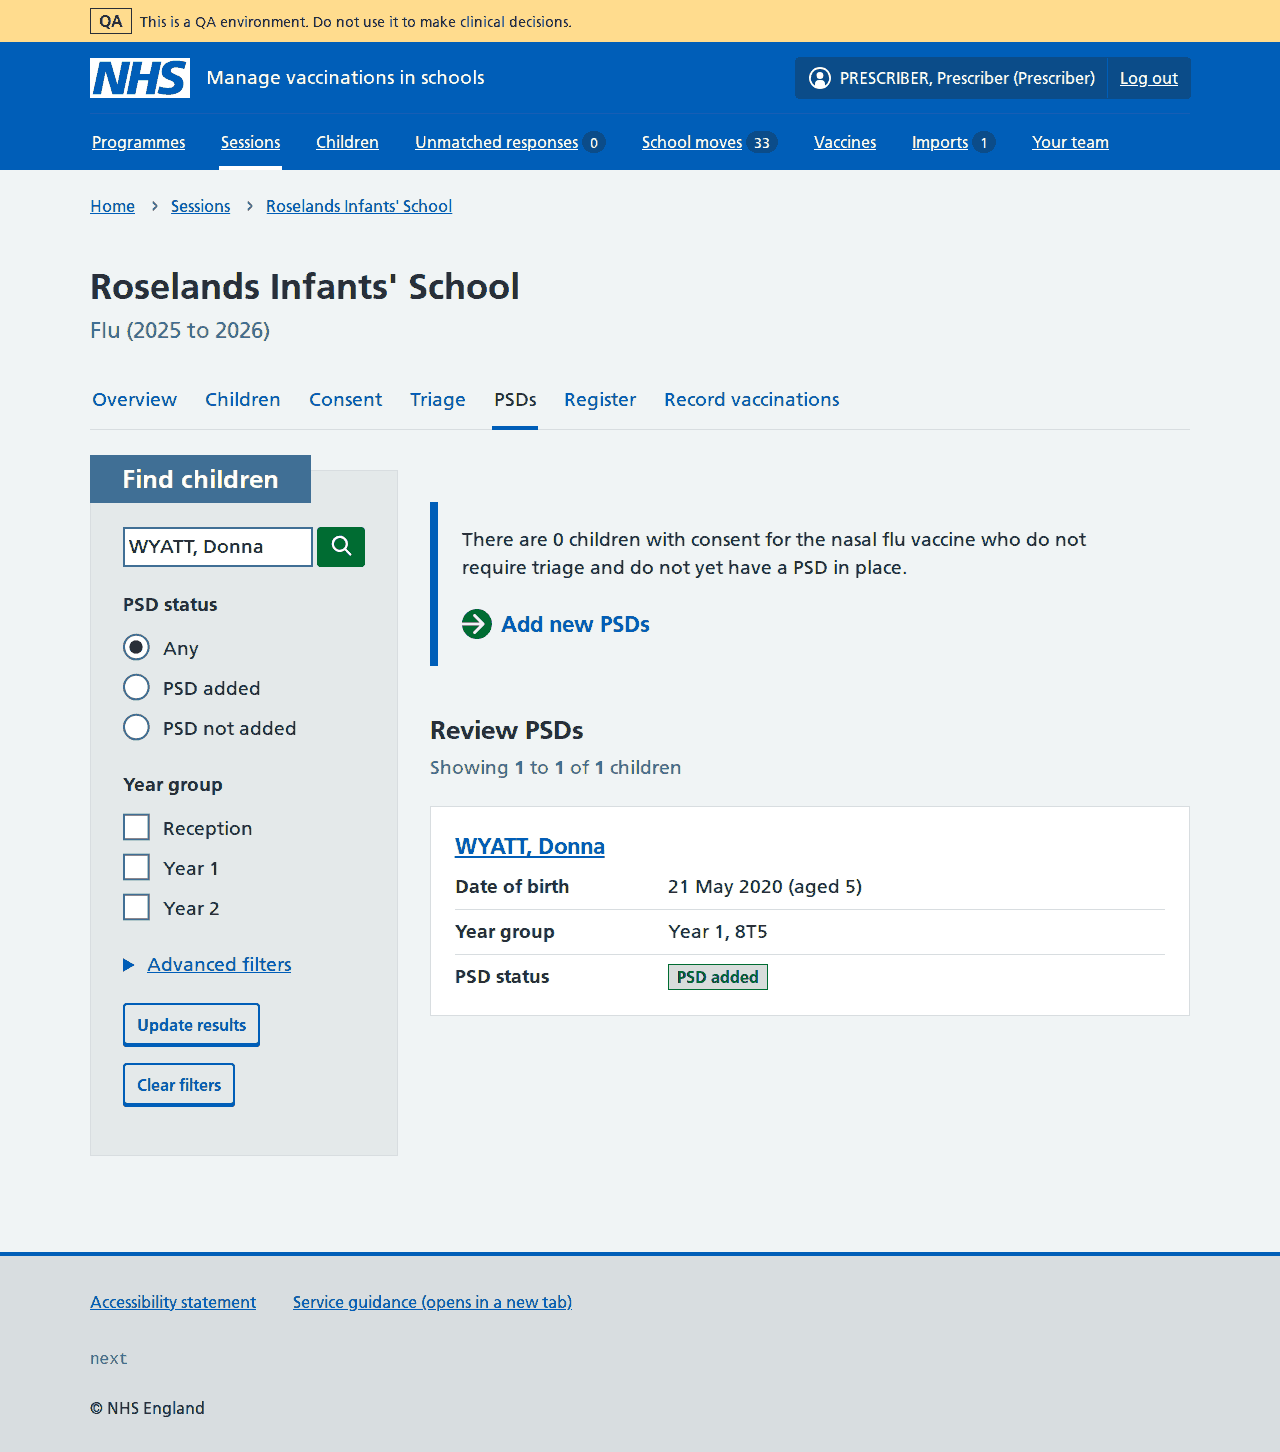 QA This is a QA environment. Do not use it to make clinical decisions.
NHS Manage vaccinations in schools
PRESCRIBER, Prescriber (Prescriber) Log out
Programmes Sessions Children Unmatched responses 0 School moves 33 Vaccines Imports 1 Your team
Home Sessions Roselands Infants' School
Roselands Infants' School
Flu (2025 to 2026)
Overview Children Consent Triage PSDs Register Record vaccinations
Find children
WYATT, Donna
PSD status
Any
PSD added
PSD not added
Year group
Reception
Year 1
Year 2
Advanced filters
Update results
Clear filters
There are 0 children with consent for the nasal flu vaccine who do not
require triage and do not yet have a PSD in place.
Add new PSDs
Review PSDs
Showing 1 to 1 of 1 children
WYATT, Donna
Date of birth 21 May 2020 (aged 5)
Year group Year 1, 8T5
PSD status PSD added
Accessibility statement Service guidance (opens in a new tab)
next
© NHS England